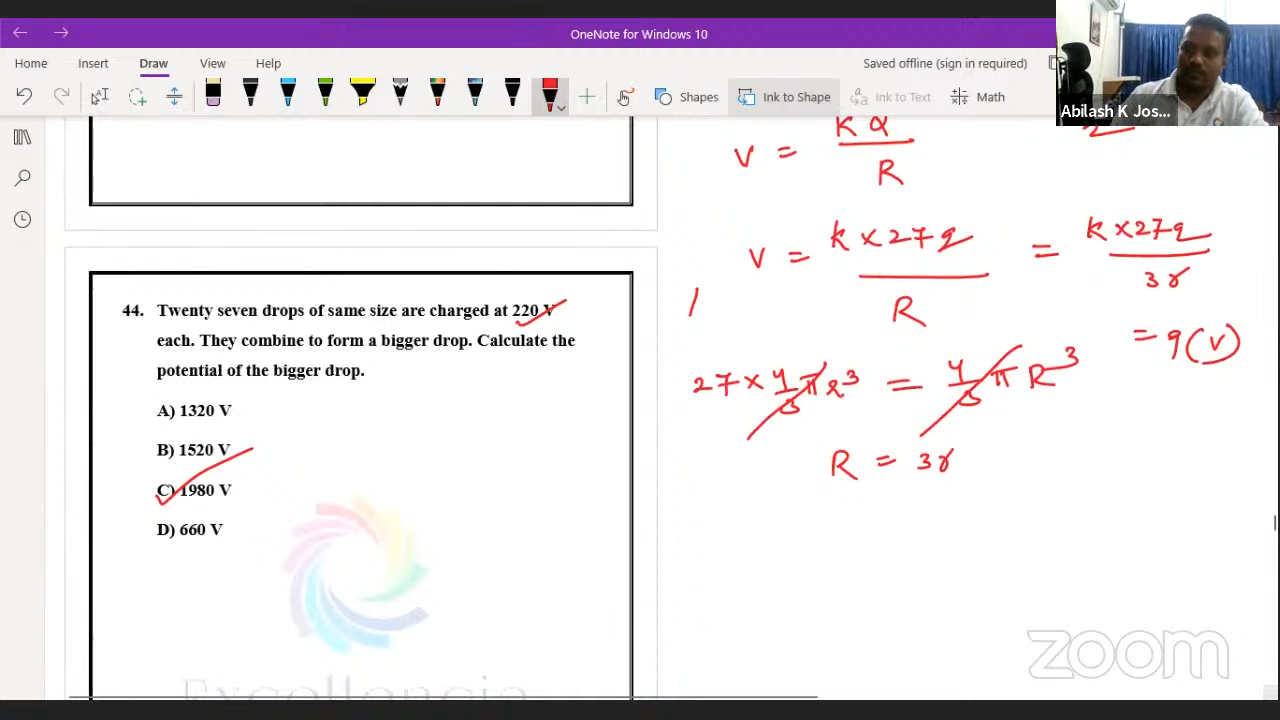 OneNote for Windows 10
Home Insert Draw View Help
Saved offline (sign in required)
Shapes Ink to Shape Ink to Text Math
Abilash K Jos...
V = KQ / R
V = K × 27q / R = K × 27q / 3r
= 9(V)
27 × 4/3 π r³ = 4/3 π R³
R = 3r
44. Twenty seven drops of same size are charged at 220 V
each. They combine to form a bigger drop. Calculate the
potential of the bigger drop.
A) 1320 V
B) 1520 V
C) 1980 V
D) 660 V
Excellencia
zoom